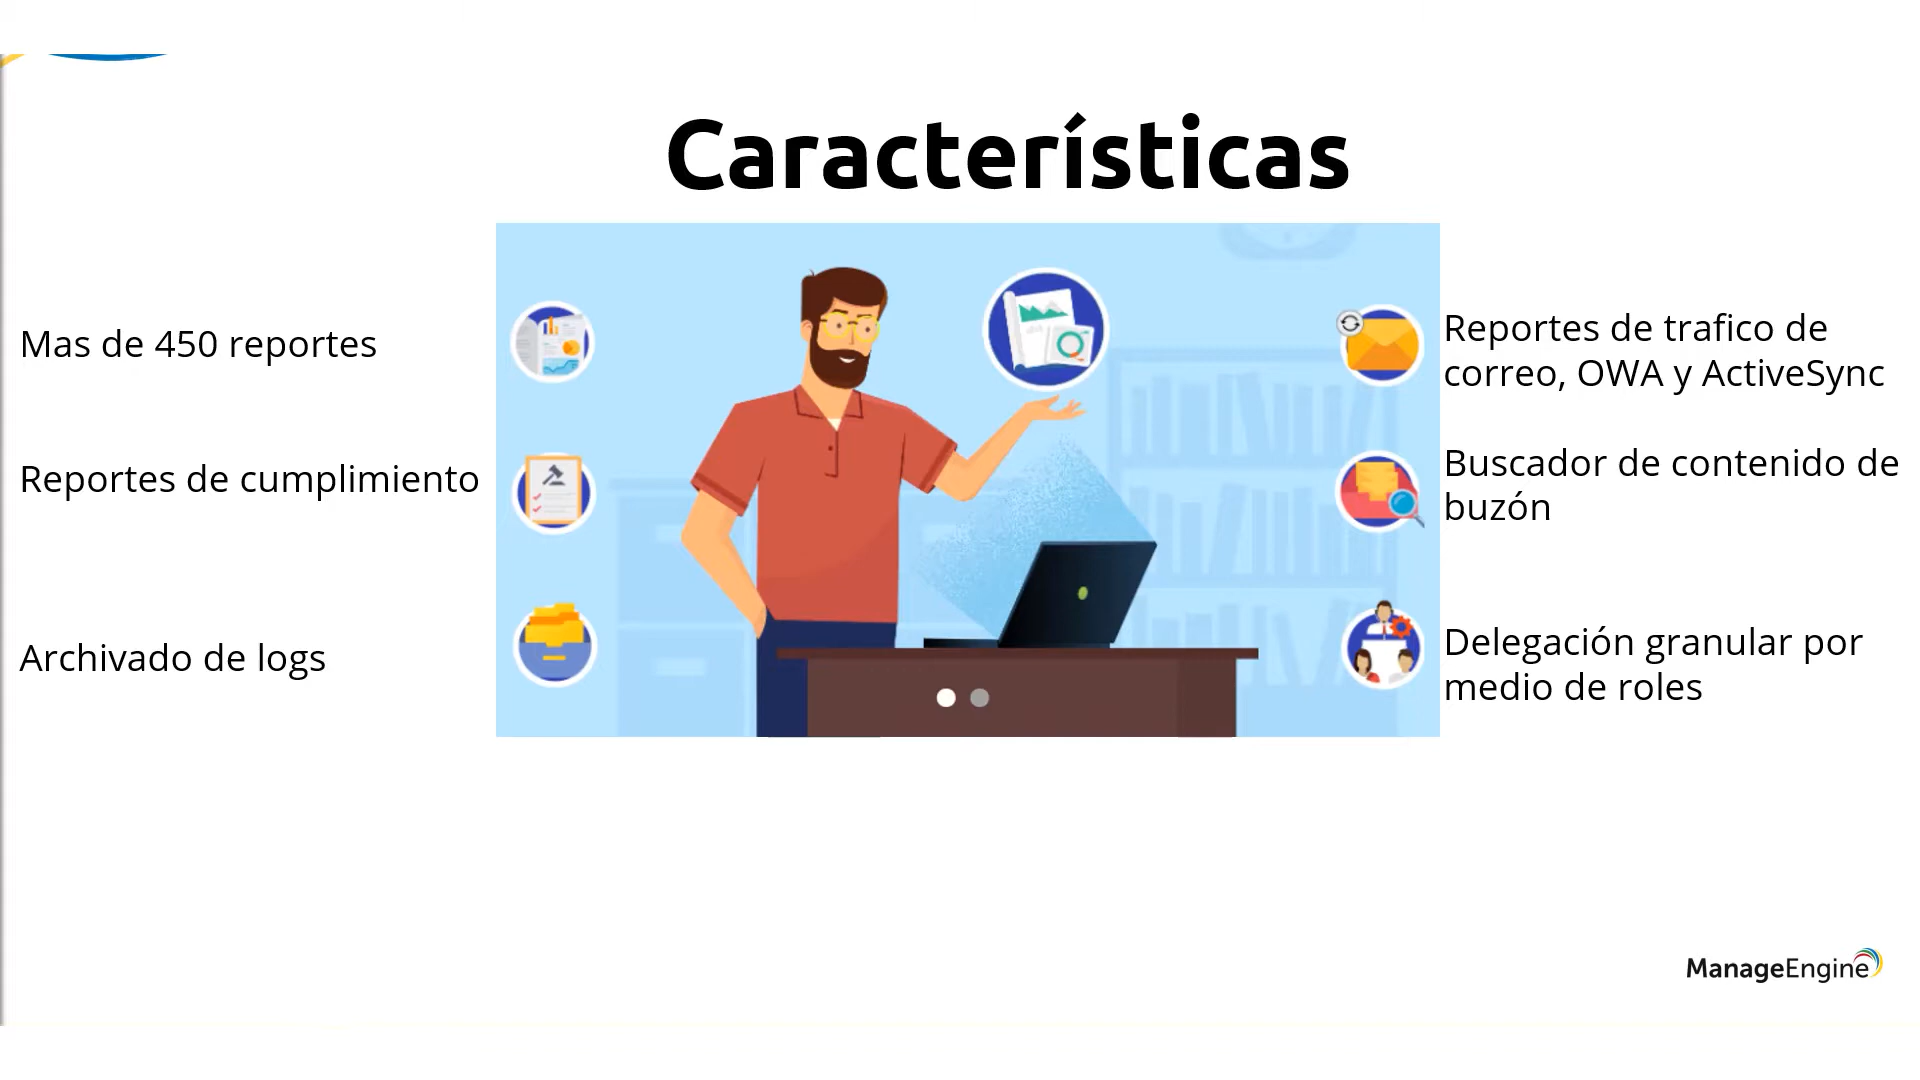 Características
Mas de 450 reportes
Reportes de cumplimiento
Archivado de logs
Reportes de trafico de
correo, OWA y ActiveSync
Buscador de contenido de
buzón
Delegación granular por
medio de roles
ManageEngine